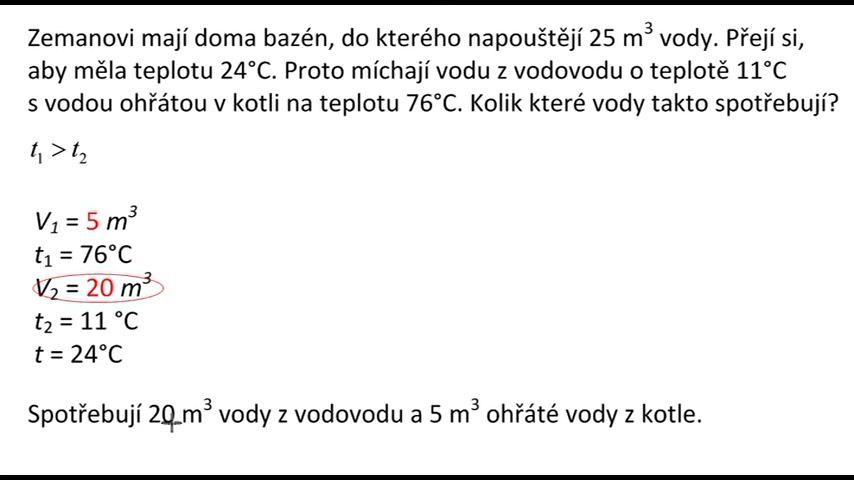 Zemanovi mají doma bazén, do kterého napouštějí 25 m³ vody. Přejí si,
aby měla teplotu 24°C. Proto míchají vodu z vodovodu o teplotě 11°C
s vodou ohřátou v kotli na teplotu 76°C. Kolik které vody takto spotřebují?
t₁ > t₂
V₁ = 5 m³
t₁ = 76°C
V₂ = 20 m³
t₂ = 11 °C
t = 24°C
Spotřebují 20 m³ vody z vodovodu a 5 m³ ohřáté vody z kotle.